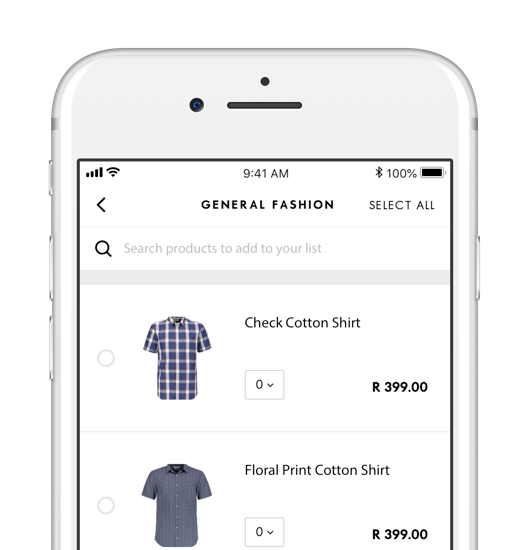 9:41 AM 100%
GENERAL FASHION SELECT ALL
Search products to add to your list
Check Cotton Shirt
0 R 399.00
Floral Print Cotton Shirt
0 R 399.00